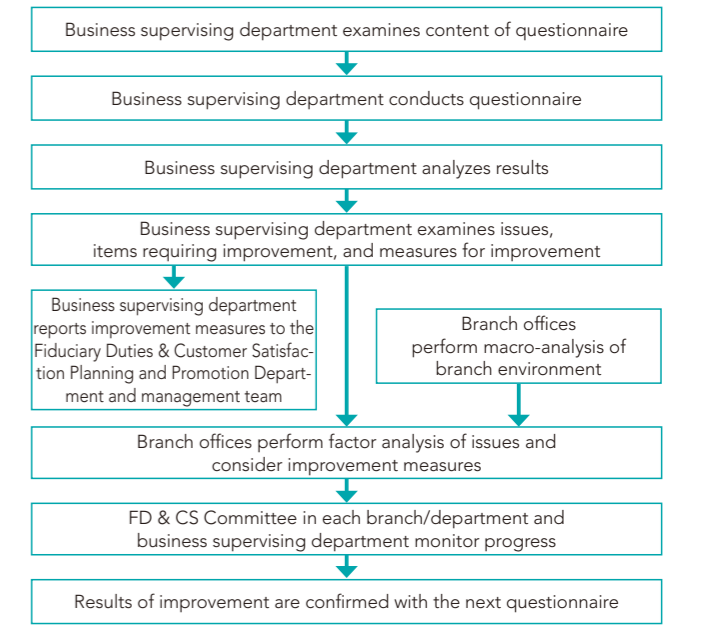 Business supervising department examines content of questionnaire
Business supervising department conducts questionnaire
Business supervising department analyzes results
Business supervising department examines issues,
items requiring improvement, and measures for improvement
Business supervising department
reports improvement measures to the
Fiduciary Duties & Customer Satisfac-
tion Planning and Promotion Depart-
ment and management team
Branch offices
perform macro-analysis of
branch environment
Branch offices perform factor analysis of issues and
consider improvement measures
FD & CS Committee in each branch/department and
business supervising department monitor progress
Results of improvement are confirmed with the next questionnaire